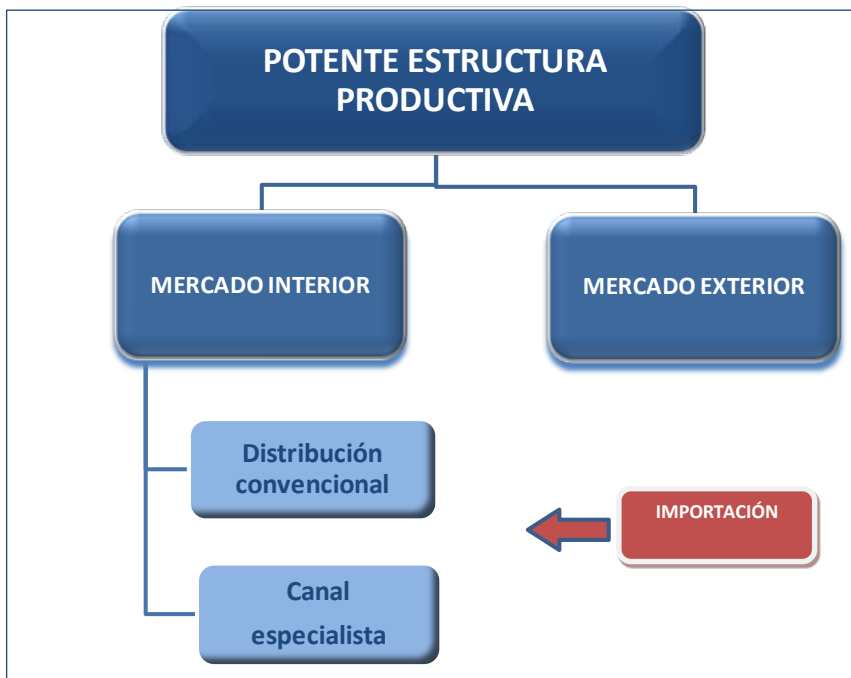 POTENTE ESTRUCTURA
PRODUCTIVA
MERCADO INTERIOR
MERCADO EXTERIOR
Distribución
convencional
IMPORTACIÓN
Canal
especialista